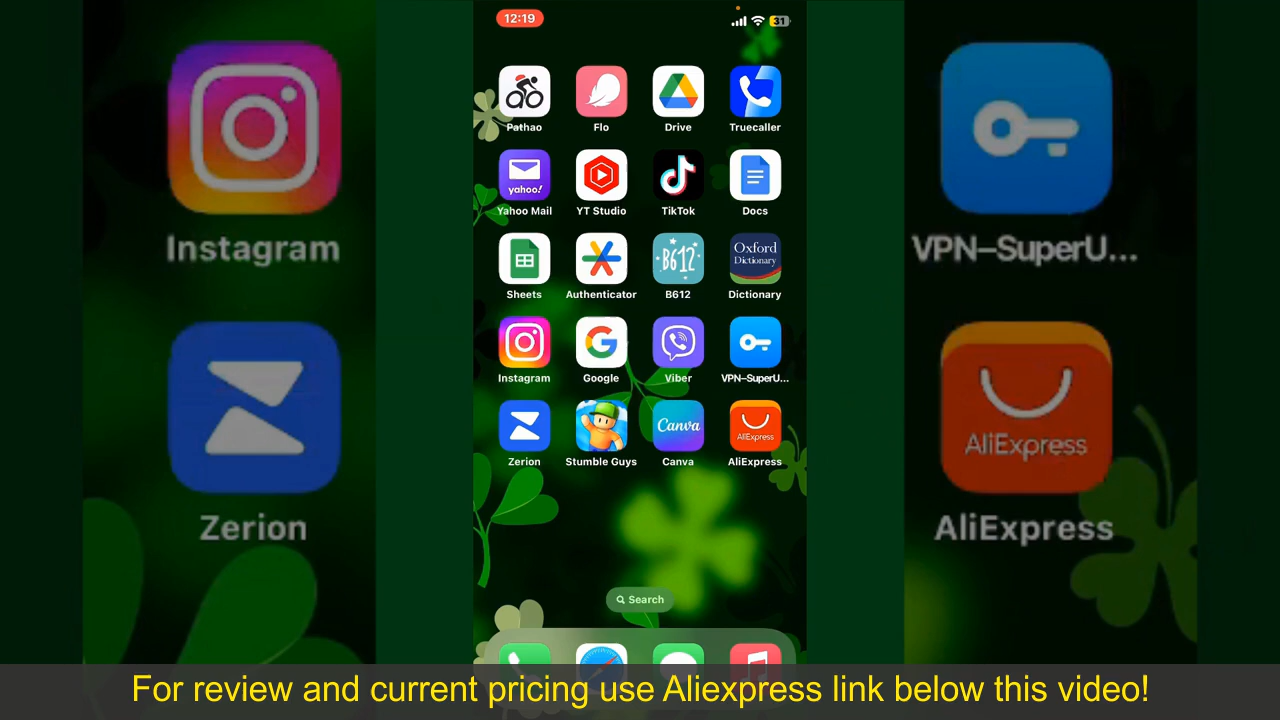 12:19
31
Pathao
Flo
Drive
Truecaller
yahoo!
Yahoo Mail
YT Studio
TikTok
Docs
B612
Oxford
Dictionary
Sheets
Authenticator
B612
Dictionary
Instagram
Google
Viber
VPN–SuperU...
Canva
AliExpress
Zerion
Stumble Guys
Canva
AliExpress
Search
Instagram
Zerion
VPN–SuperU...
AliExpress
AliExpress
For review and current pricing use Aliexpress link below this video!